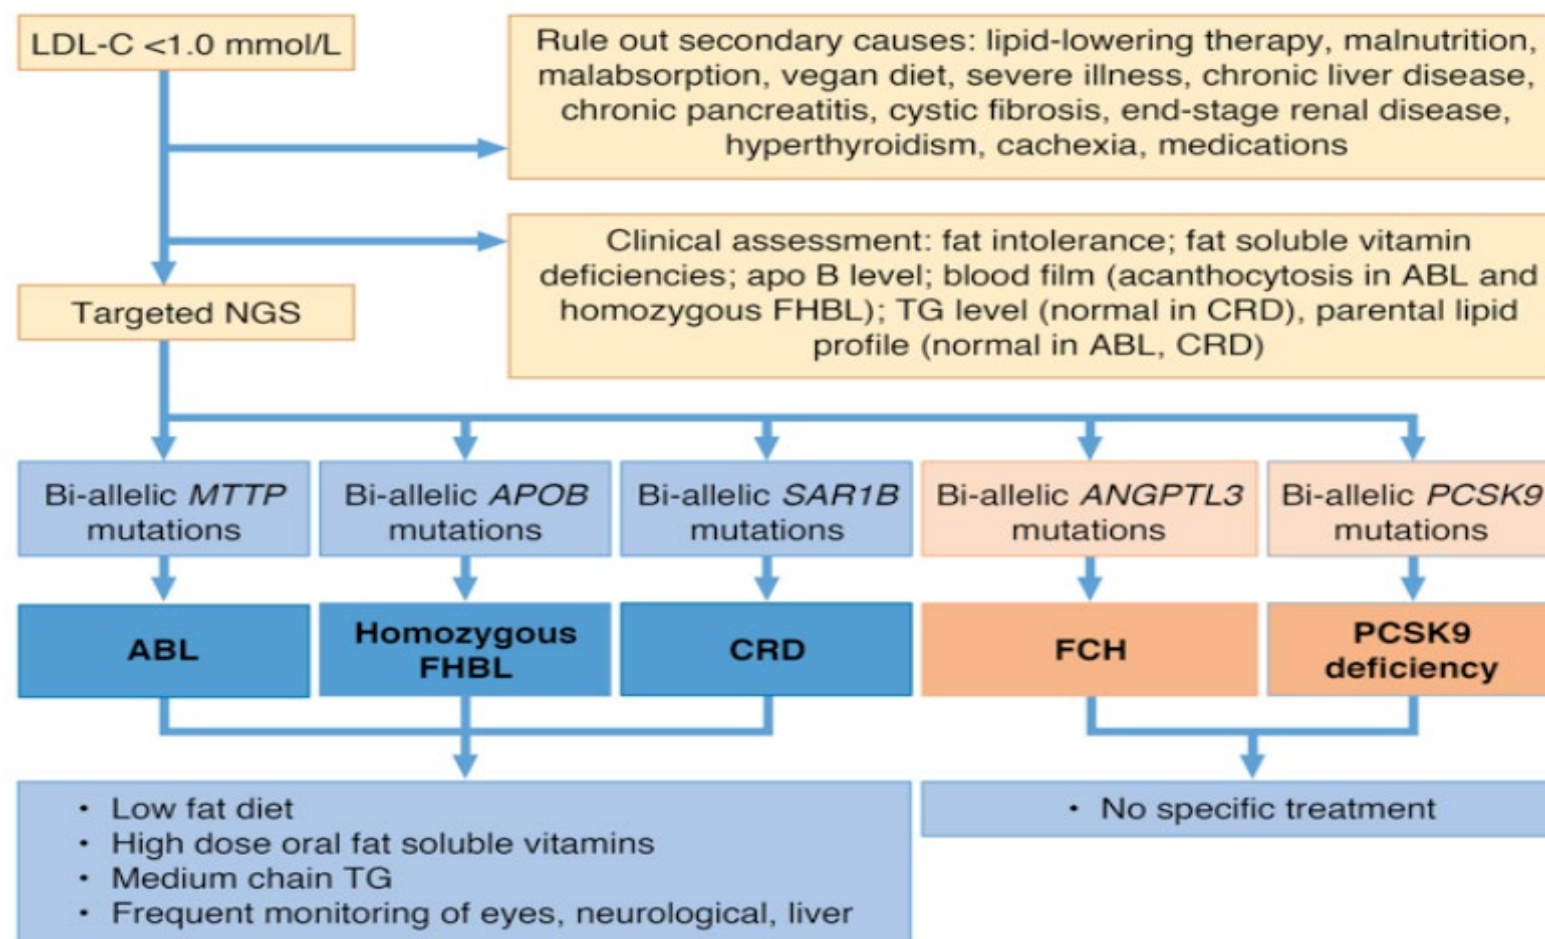 LDL-C <1.0 mmol/L
Rule out secondary causes: lipid-lowering therapy, malnutrition,
malabsorption, vegan diet, severe illness, chronic liver disease,
chronic pancreatitis, cystic fibrosis, end-stage renal disease,
hyperthyroidism, cachexia, medications
Clinical assessment: fat intolerance; fat soluble vitamin
deficiencies; apo B level; blood film (acanthocytosis in ABL and
homozygous FHBL); TG level (normal in CRD), parental lipid
profile (normal in ABL, CRD)
Targeted NGS
Bi-allelic MTTP
mutations
Bi-allelic APOB
mutations
Bi-allelic SAR1B
mutations
Bi-allelic ANGPTL3
mutations
Bi-allelic PCSK9
mutations
ABL
Homozygous
FHBL
CRD
FCH
PCSK9
deficiency
• Low fat diet
• High dose oral fat soluble vitamins
• Medium chain TG
• Frequent monitoring of eyes, neurological, liver
• No specific treatment